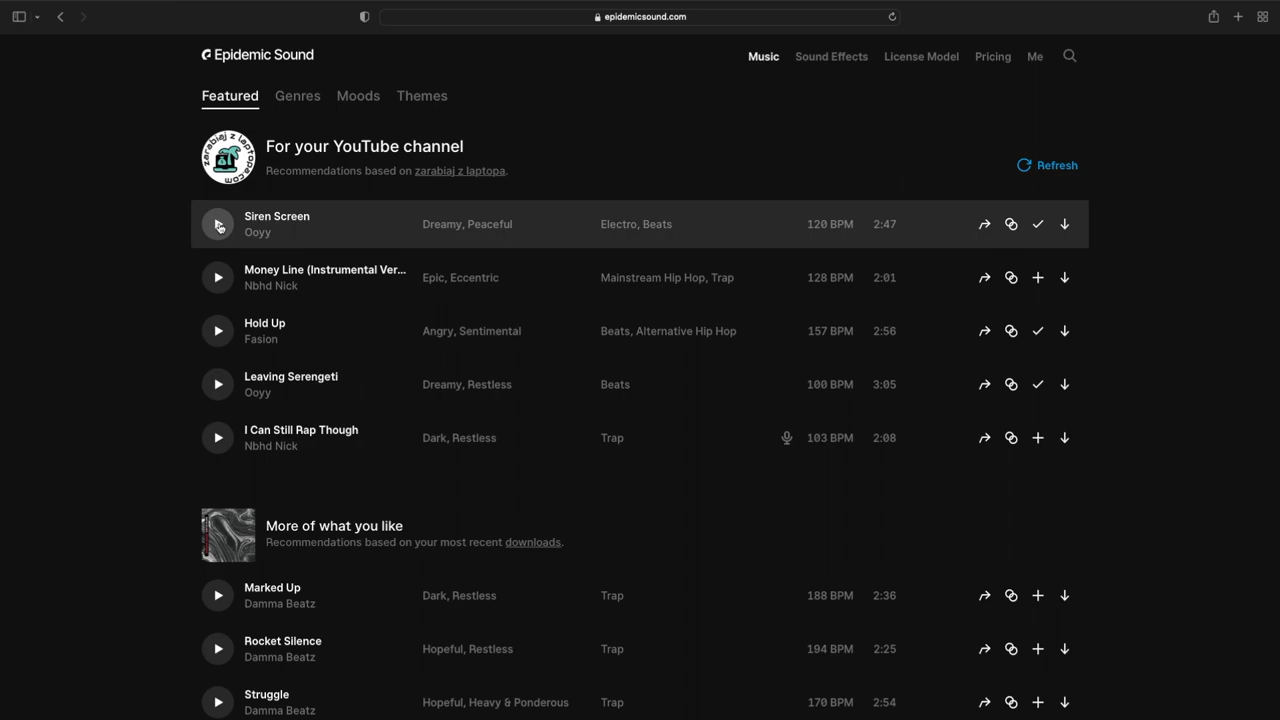 epidemicsound.com
Epidemic Sound
Music Sound Effects License Model Pricing Me
Featured Genres Moods Themes
zarabiaj z laptopa.com
For your YouTube channel
Recommendations based on zarabiaj z laptopa.
Refresh
Siren Screen
Ooyy
Dreamy, Peaceful
Electro, Beats
120 BPM 2:47
Money Line (Instrumental Ver...
Nbhd Nick
Epic, Eccentric
Mainstream Hip Hop, Trap
128 BPM 2:01
Hold Up
Fasion
Angry, Sentimental
Beats, Alternative Hip Hop
157 BPM 2:56
Leaving Serengeti
Ooyy
Dreamy, Restless
Beats
100 BPM 3:05
I Can Still Rap Though
Nbhd Nick
Dark, Restless
Trap
103 BPM 2:08
More of what you like
Recommendations based on your most recent downloads.
Marked Up
Damma Beatz
Dark, Restless
Trap
188 BPM 2:36
Rocket Silence
Damma Beatz
Hopeful, Restless
Trap
194 BPM 2:25
Struggle
Damma Beatz
Hopeful, Heavy & Ponderous
Trap
170 BPM 2:54